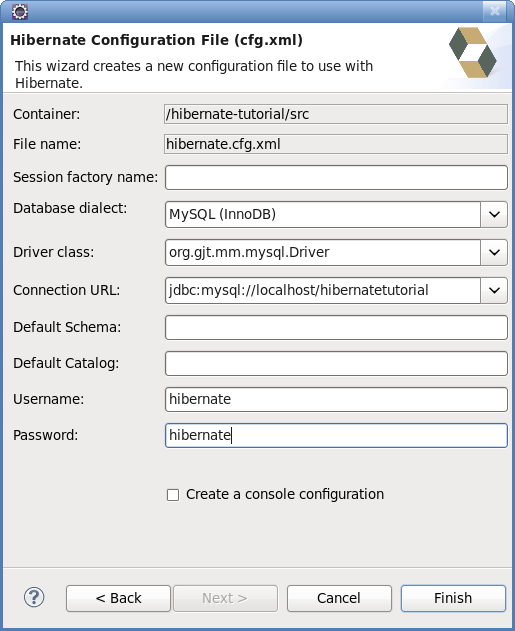 Hibernate Configuration File (cfg.xml)
This wizard creates a new configuration file to use with
Hibernate.
Container: /hibernate-tutorial/src
File name: hibernate.cfg.xml
Session factory name:
Database dialect: MySQL (InnoDB)
Driver class: org.gjt.mm.mysql.Driver
Connection URL: jdbc:mysql://localhost/hibernatetutorial
Default Schema:
Default Catalog:
Username: hibernate
Password: hibernate
Create a console configuration
? < Back Next > Cancel Finish